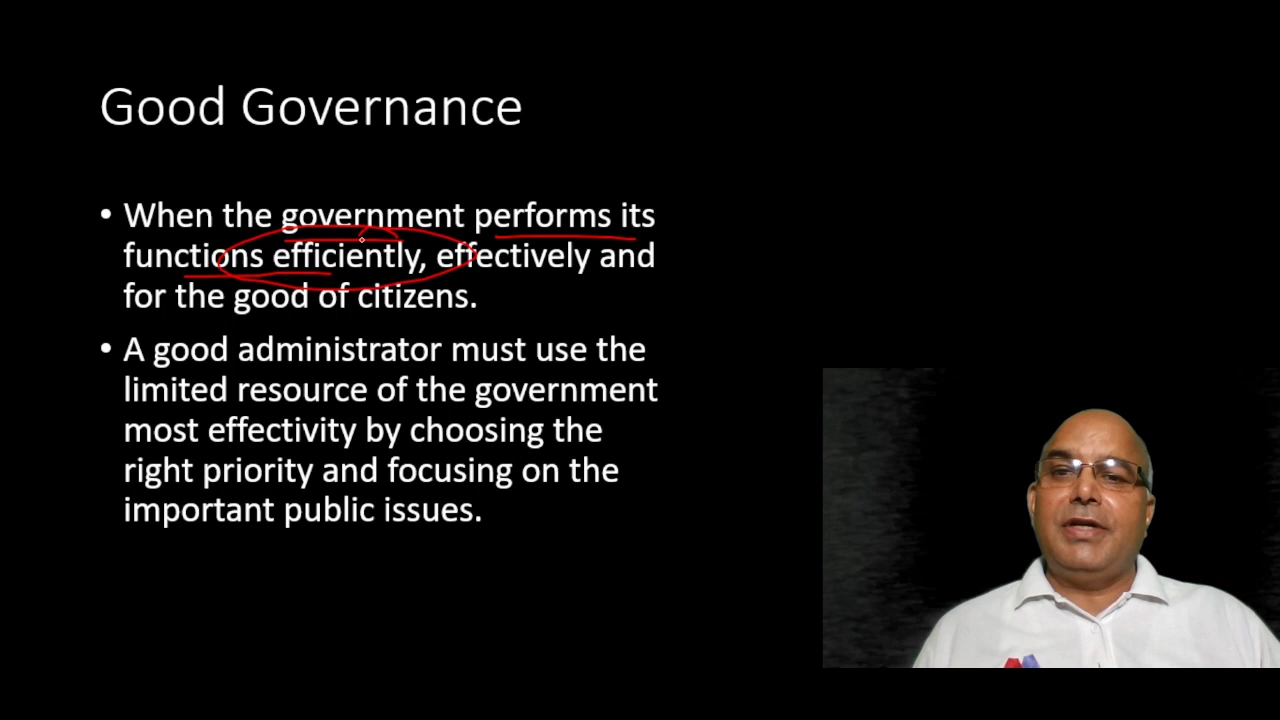 Good Governance
• When the government performs its
functions efficiently, effectively and
for the good of citizens.
• A good administrator must use the
limited resource of the government
most effectivity by choosing the
right priority and focusing on the
important public issues.